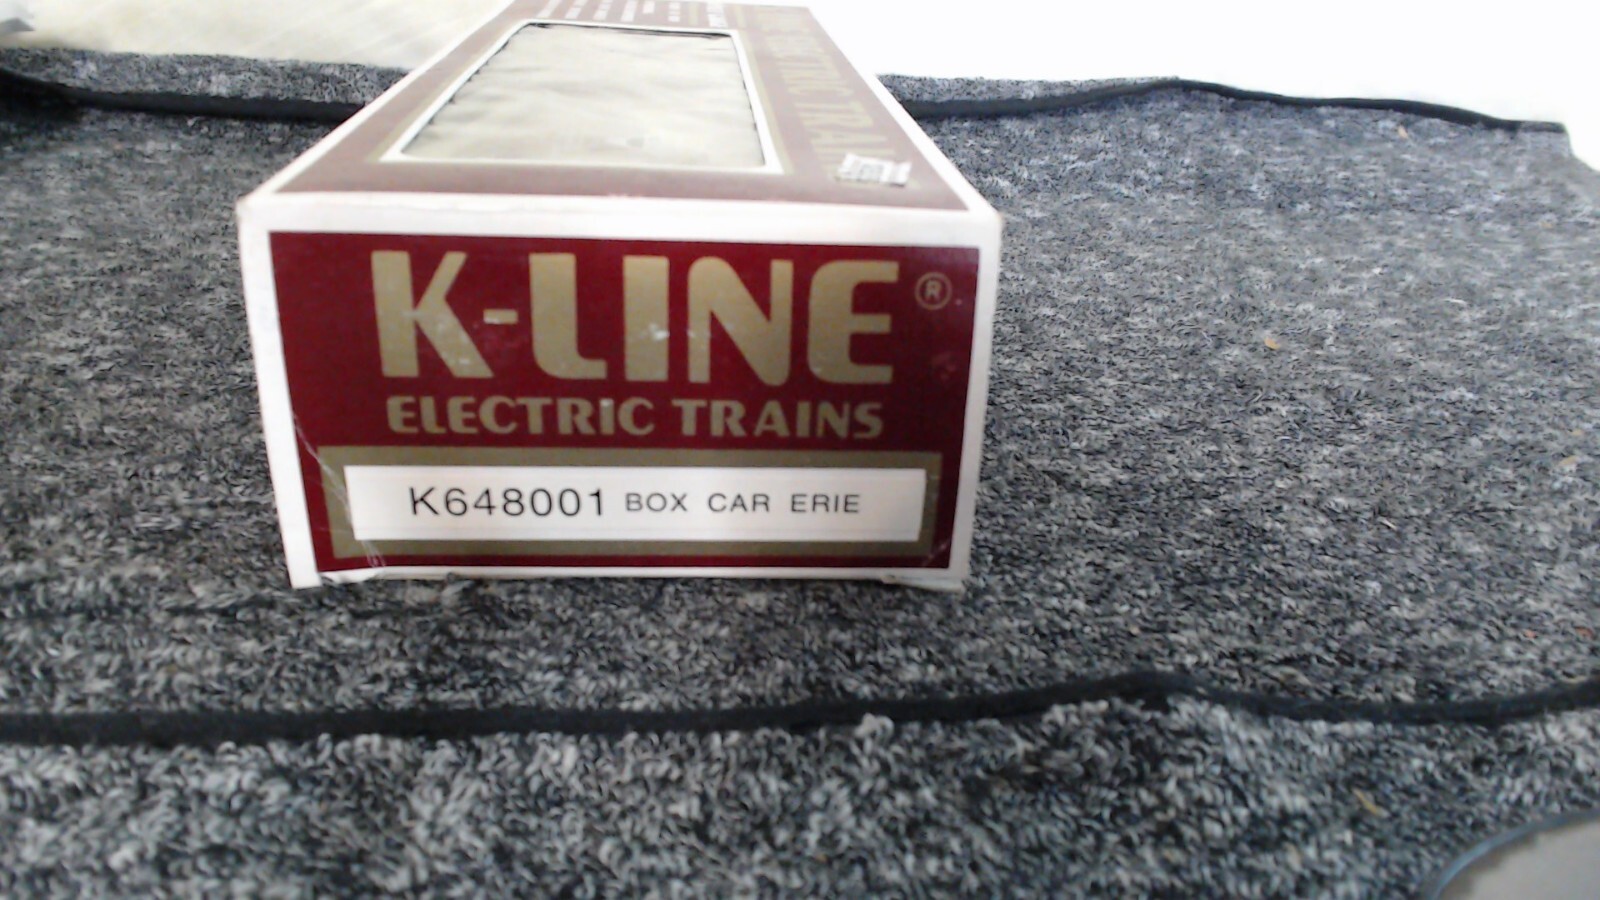 K-LINE ®
ELECTRIC TRAINS
K648001 BOX CAR ERIE